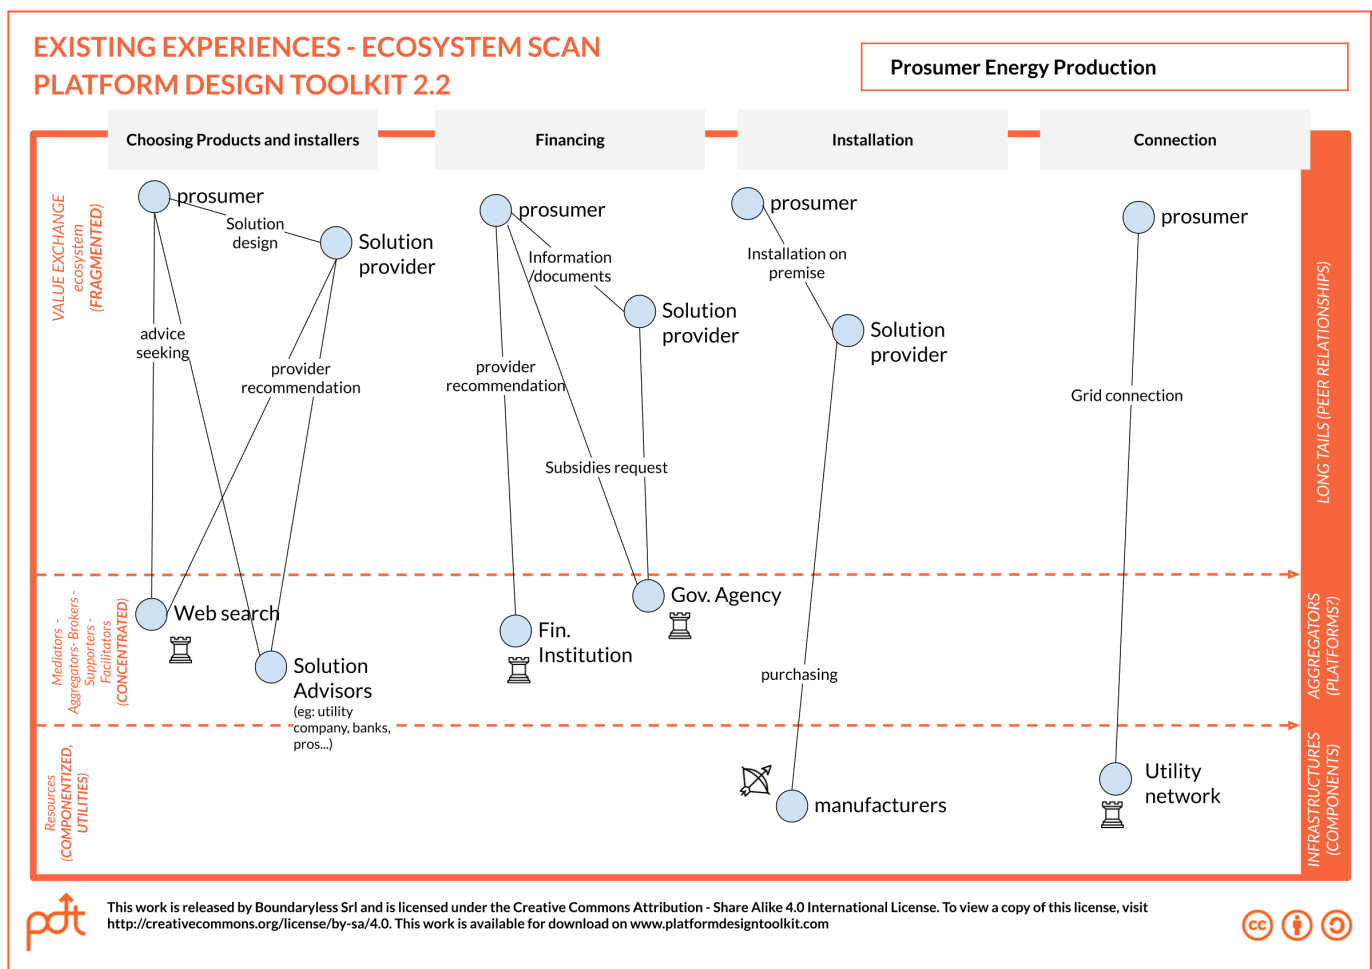 EXISTING EXPERIENCES - ECOSYSTEM SCAN
PLATFORM DESIGN TOOLKIT 2.2
Prosumer Energy Production
Choosing Products and installers
Financing
Installation
Connection
VALUE EXCHANGE
ecosystem
(FRAGMENTED)
prosumer
Solution
design
Solution
provider
advice
seeking
provider
recommendation
prosumer
Information
/documents
Solution
provider
provider
recommendation
Subsidies request
prosumer
Installation on
premise
Solution
provider
prosumer
Grid connection
LONG TAILS (PEER RELATIONSHIPS)
Mediators -
Aggregators- Brokers -
Supporters -
Facilitators
(CONCENTRATED)
Web search
Solution
Advisors
(eg: utility
company, banks,
pros...)
Fin.
Institution
Gov. Agency
purchasing
AGGREGATORS
(PLATFORMS?)
Resources
(COMPONENTIZED,
UTILITIES)
manufacturers
Utility
network
INFRASTRUCTURES
(COMPONENTS)
pdt
This work is released by Boundaryless Srl and is licensed under the Creative Commons Attribution - Share Alike 4.0 International License. To view a copy of this license, visit
http://creativecommons.org/license/by-sa/4.0. This work is available for download on www.platformdesigntoolkit.com
cc